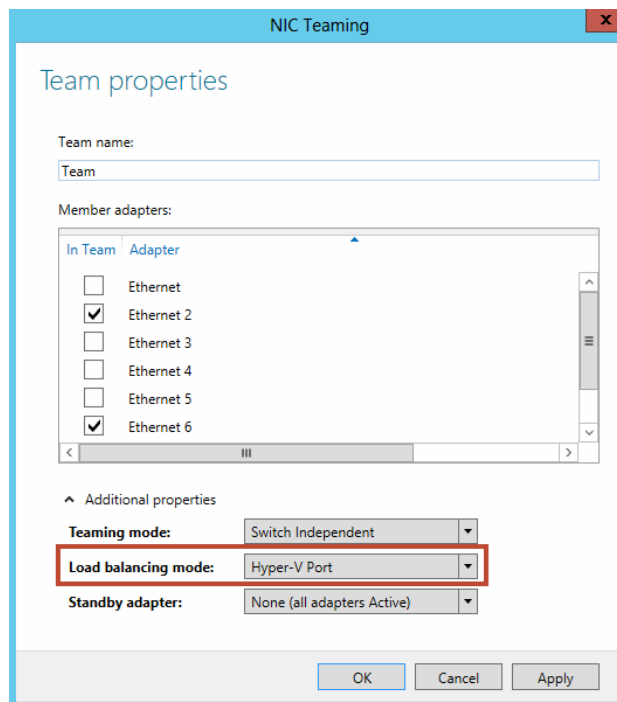 NIC Teaming
x
Team properties
Team name:
Team
Member adapters:
In Team Adapter
Ethernet
Ethernet 2
Ethernet 3
Ethernet 4
Ethernet 5
Ethernet 6
Additional properties
Teaming mode: Switch Independent
Load balancing mode: Hyper-V Port
Standby adapter: None (all adapters Active)
OK Cancel Apply